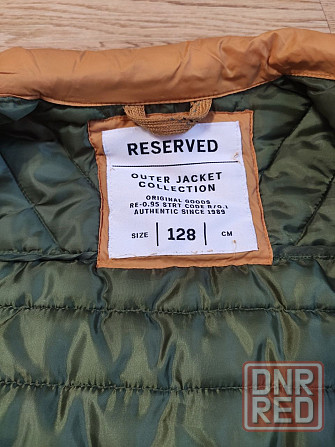 RESERVED
OUTER JACKET
COLLECTION
ORIGINAL GOODS
RE-0.95 STRT CODE R/0.1
AUTHENTIC SINCE 1989
SIZE 128 CM
DNR
RED